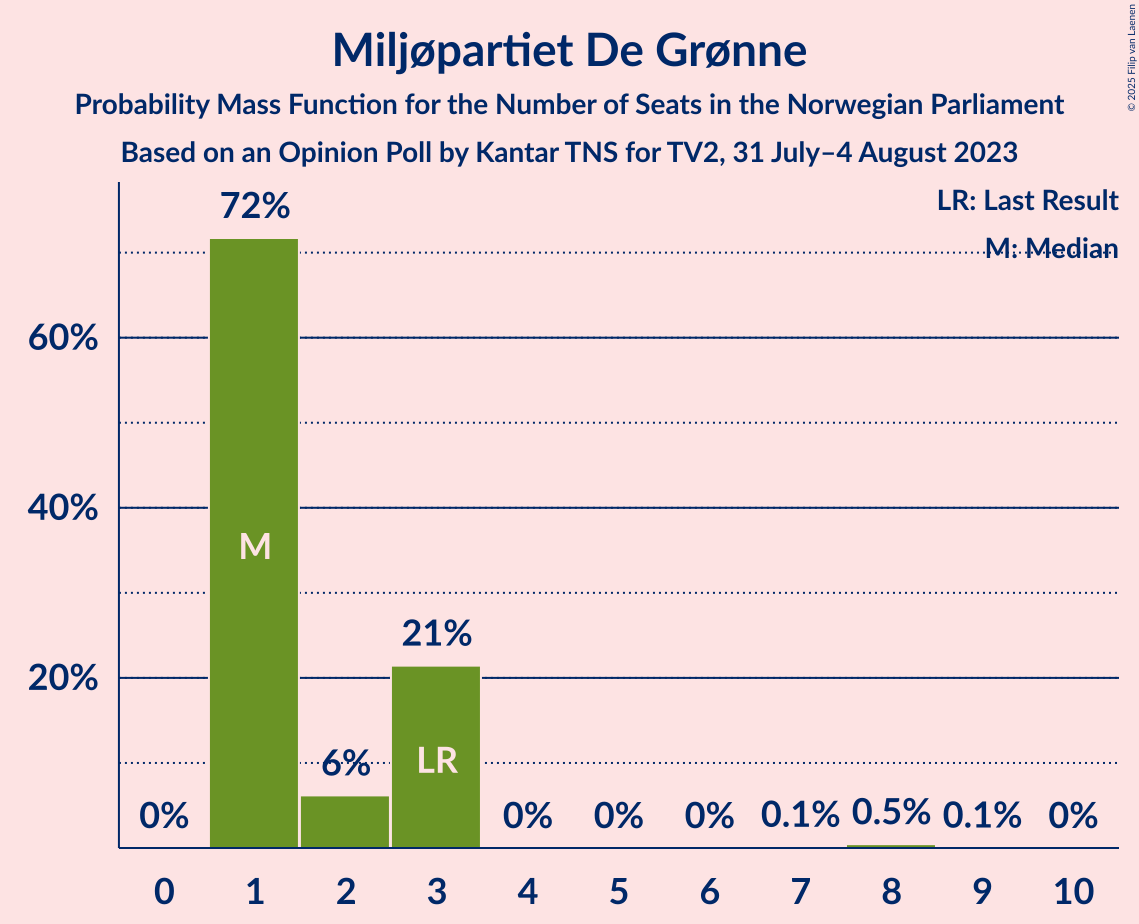 Miljøpartiet De Grønne
Probability Mass Function for the Number of Seats in the Norwegian Parliament
Based on an Opinion Poll by Kantar TNS for TV2, 31 July–4 August 2023
© 2025 Filip van Laenen
LR: Last Result
M: Median
60%
40%
20%
72%
M
6%
21%
LR
0%
0%
0%
0%
0.1%
0.5%
0.1%
0%
0 1 2 3 4 5 6 7 8 9 10